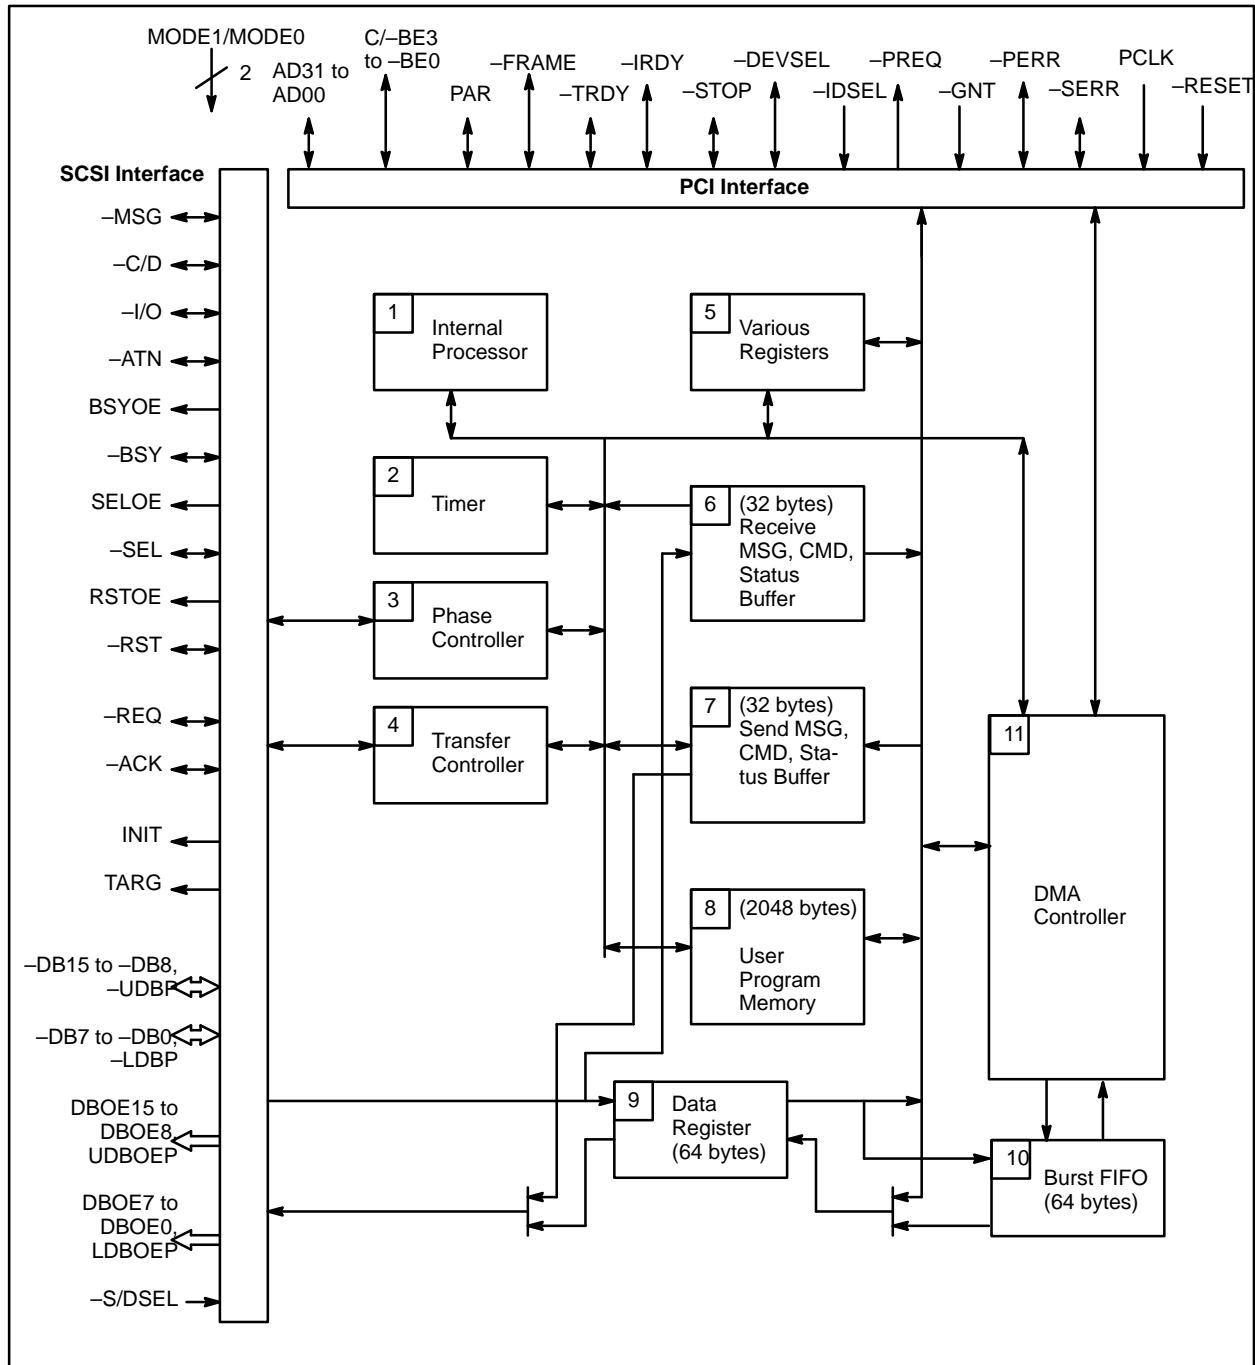 MODE1/MODE0
2
AD31 to
AD00
C/–BE3
to –BE0
PAR
–FRAME
–TRDY
–IRDY
–STOP
–DEVSEL
–IDSEL
–PREQ
–GNT
–PERR
–SERR
PCLK
–RESET
SCSI Interface
PCI Interface
–MSG
–C/D
–I/O
–ATN
BSYOE
–BSY
SELOE
–SEL
RSTOE
–RST
–REQ
–ACK
INIT
TARG
–DB15 to –DB8,
–UDBP
–DB7 to –DB0,
–LDBP
DBOE15 to
DBOE8,
UDBOEP
DBOE7 to
DBOE0,
LDBOEP
–S/DSEL
1
Internal
Processor
2
Timer
3
Phase
Controller
4
Transfer
Controller
5
Various
Registers
6
(32 bytes)
Receive
MSG, CMD,
Status
Buffer
7
(32 bytes)
Send MSG,
CMD, Sta-
tus Buffer
8
(2048 bytes)
User
Program
Memory
9
Data
Register
(64 bytes)
10
Burst FIFO
(64 bytes)
11
DMA
Controller